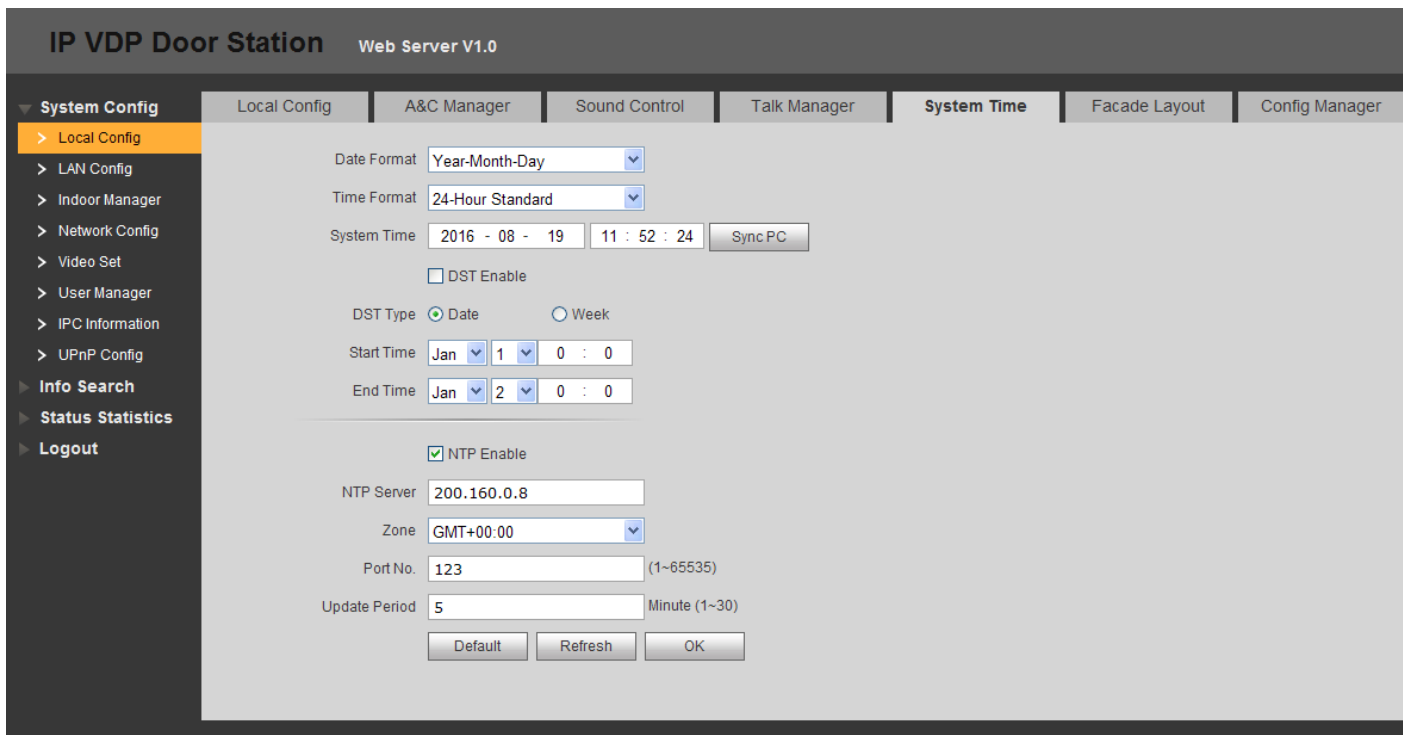 IP VDP Door Station Web Server V1.0
System Config
Local Config
LAN Config
Indoor Manager
Network Config
Video Set
User Manager
IPC Information
UPnP Config
Info Search
Status Statistics
Logout
Local Config A&C Manager Sound Control Talk Manager System Time Facade Layout Config Manager
Date Format Year-Month-Day
Time Format 24-Hour Standard
System Time 2016 - 08 - 19 11 : 52 : 24 Sync PC
DST Enable
DST Type Date Week
Start Time Jan 1 0 : 0
End Time Jan 2 0 : 0
NTP Enable
NTP Server 200.160.0.8
Zone GMT+00:00
Port No. 123 (1~65535)
Update Period 5 Minute (1~30)
Default Refresh OK